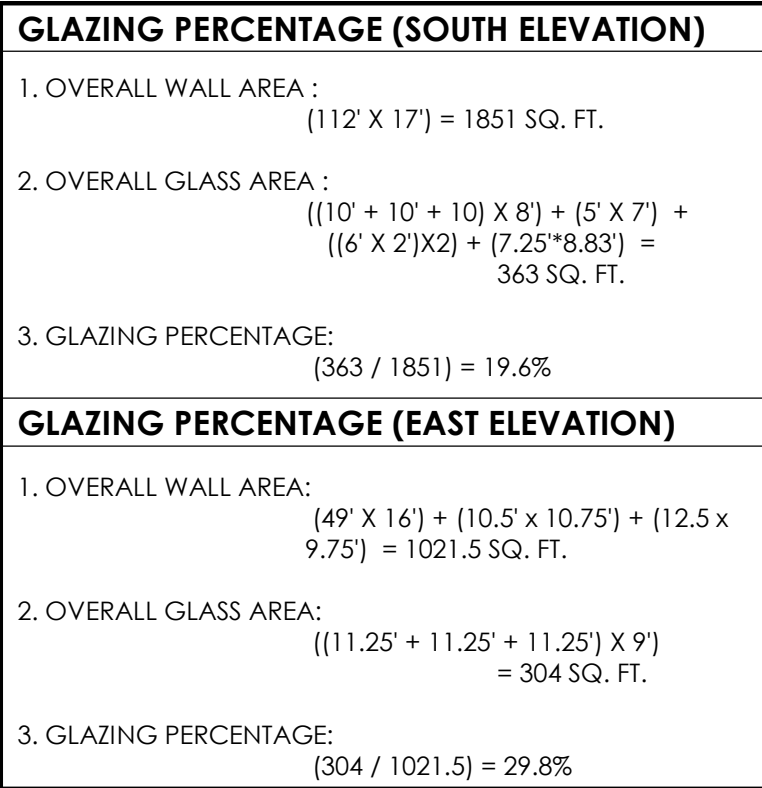 GLAZING PERCENTAGE (SOUTH ELEVATION)
1. OVERALL WALL AREA :
(112' X 17') = 1851 SQ. FT.
2. OVERALL GLASS AREA :
((10' + 10' + 10) X 8') + (5' X 7') +
((6' X 2')X2) + (7.25'*8.83') =
363 SQ. FT.
3. GLAZING PERCENTAGE:
(363 / 1851) = 19.6%
GLAZING PERCENTAGE (EAST ELEVATION)
1. OVERALL WALL AREA:
(49' X 16') + (10.5' x 10.75') + (12.5 x
9.75') = 1021.5 SQ. FT.
2. OVERALL GLASS AREA:
((11.25' + 11.25' + 11.25') X 9')
= 304 SQ. FT.
3. GLAZING PERCENTAGE:
(304 / 1021.5) = 29.8%